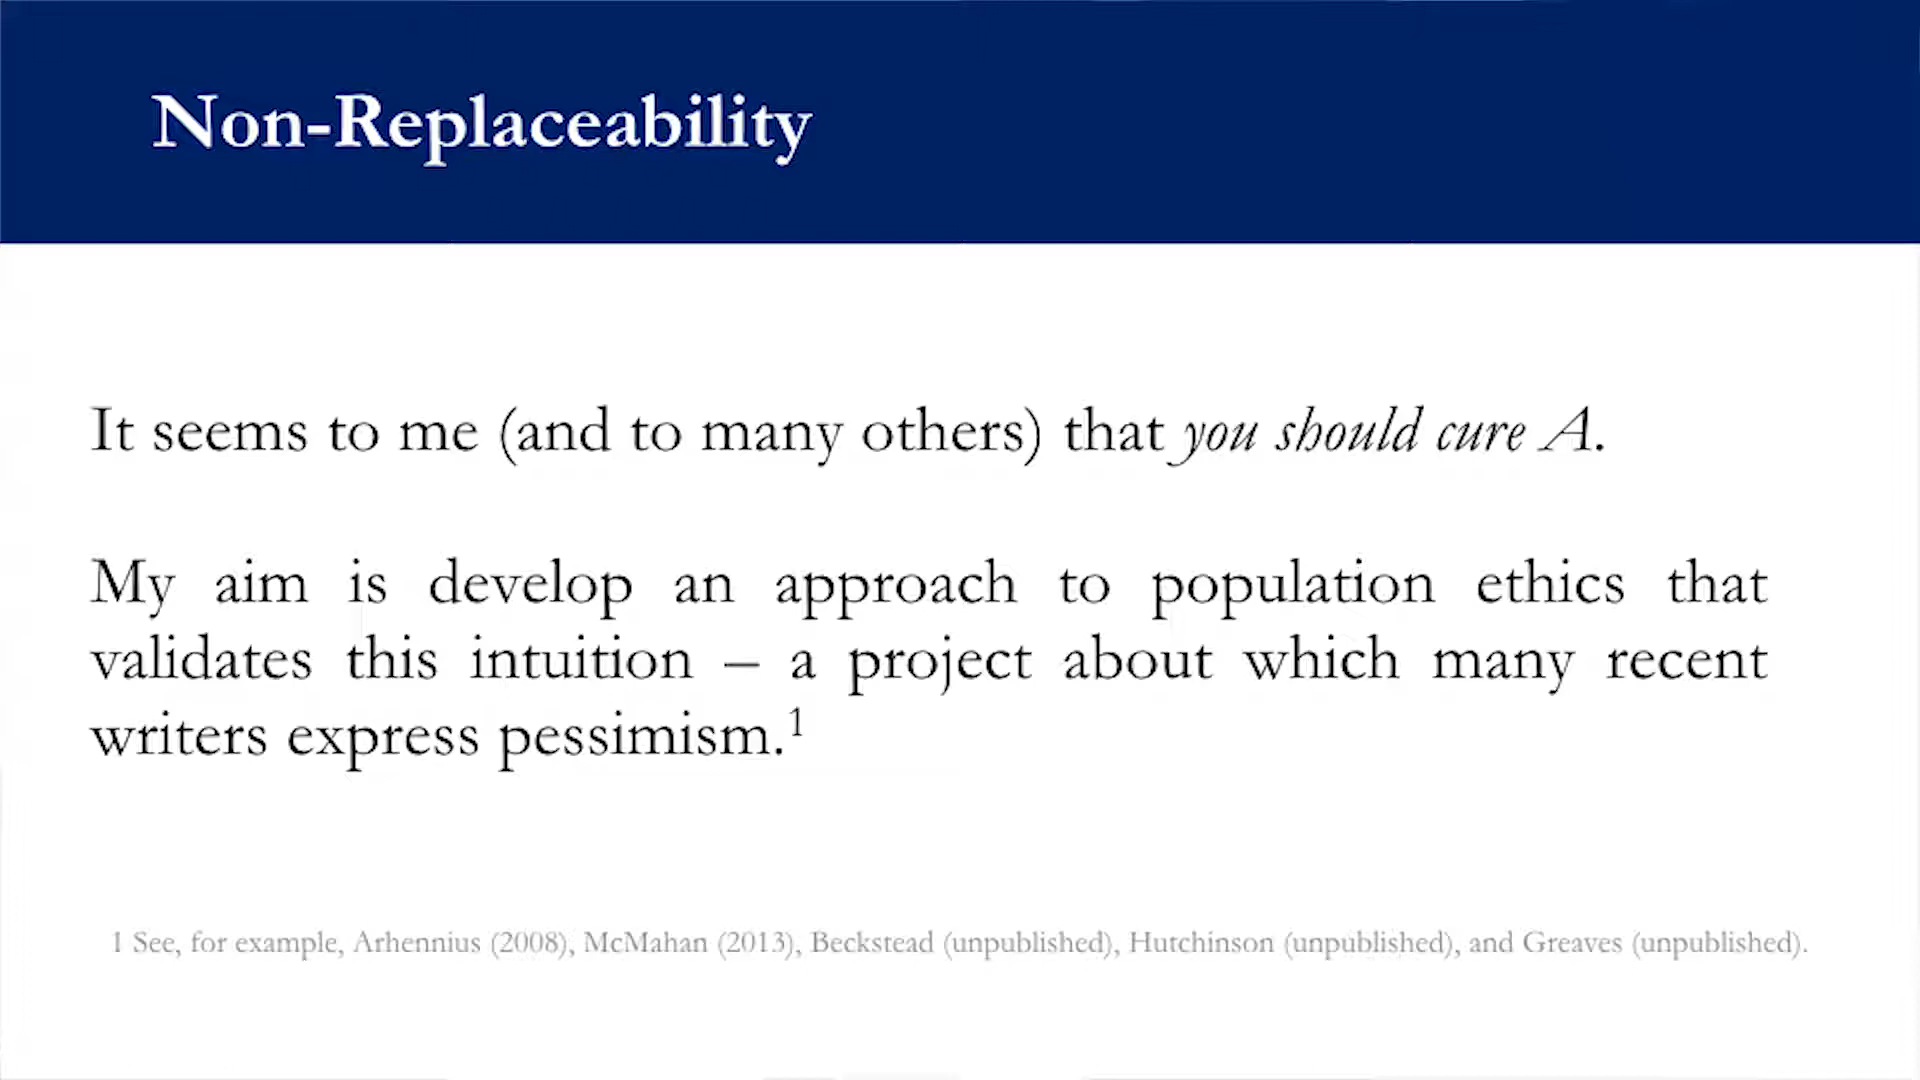 Non-Replaceability
It seems to me (and to many others) that you should cure A.
My aim is develop an approach to population ethics that
validates this intuition – a project about which many recent
writers express pessimism.¹
1 See, for example, Arhennius (2008), McMahan (2013), Beckstead (unpublished), Hutchinson (unpublished), and Greaves (unpublished).